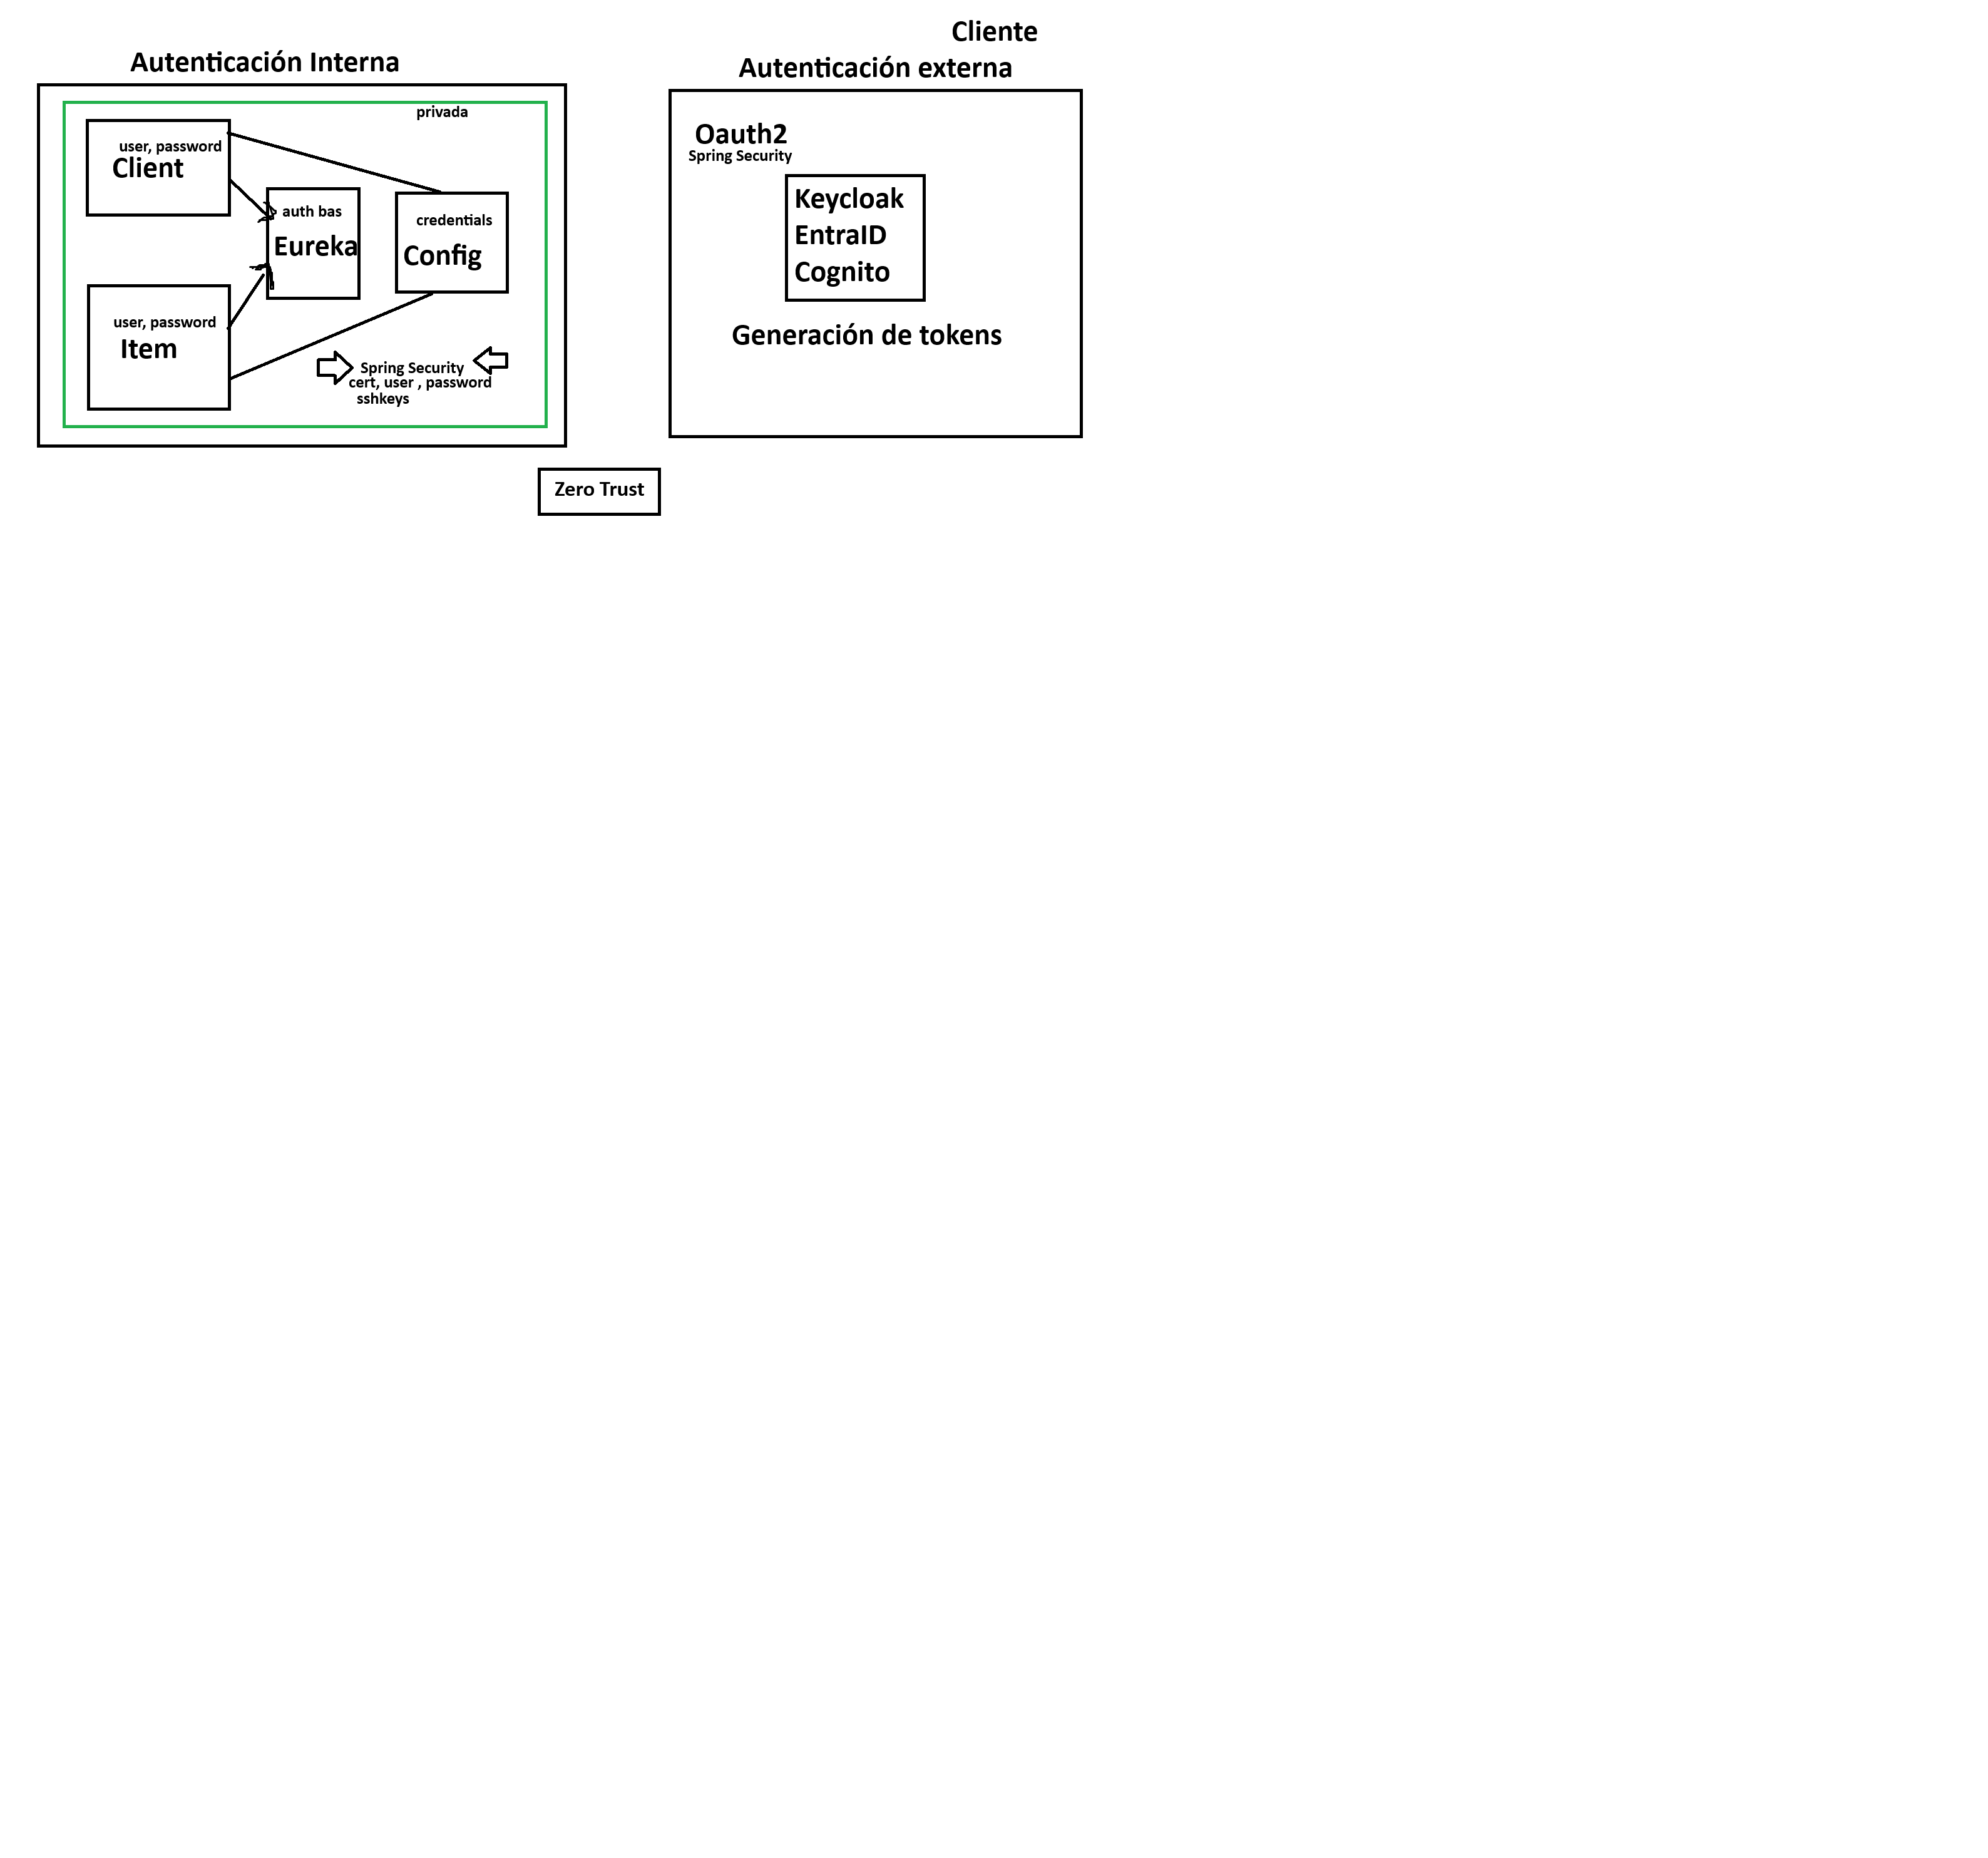 Autenticación Interna
privada
user, password
Client
auth bas
Eureka
credentials
Config
user, password
Item
Spring Security
cert, user , password
sshkeys
Cliente
Autenticación externa
Oauth2
Spring Security
Keycloak
EntraID
Cognito
Generación de tokens
Zero Trust